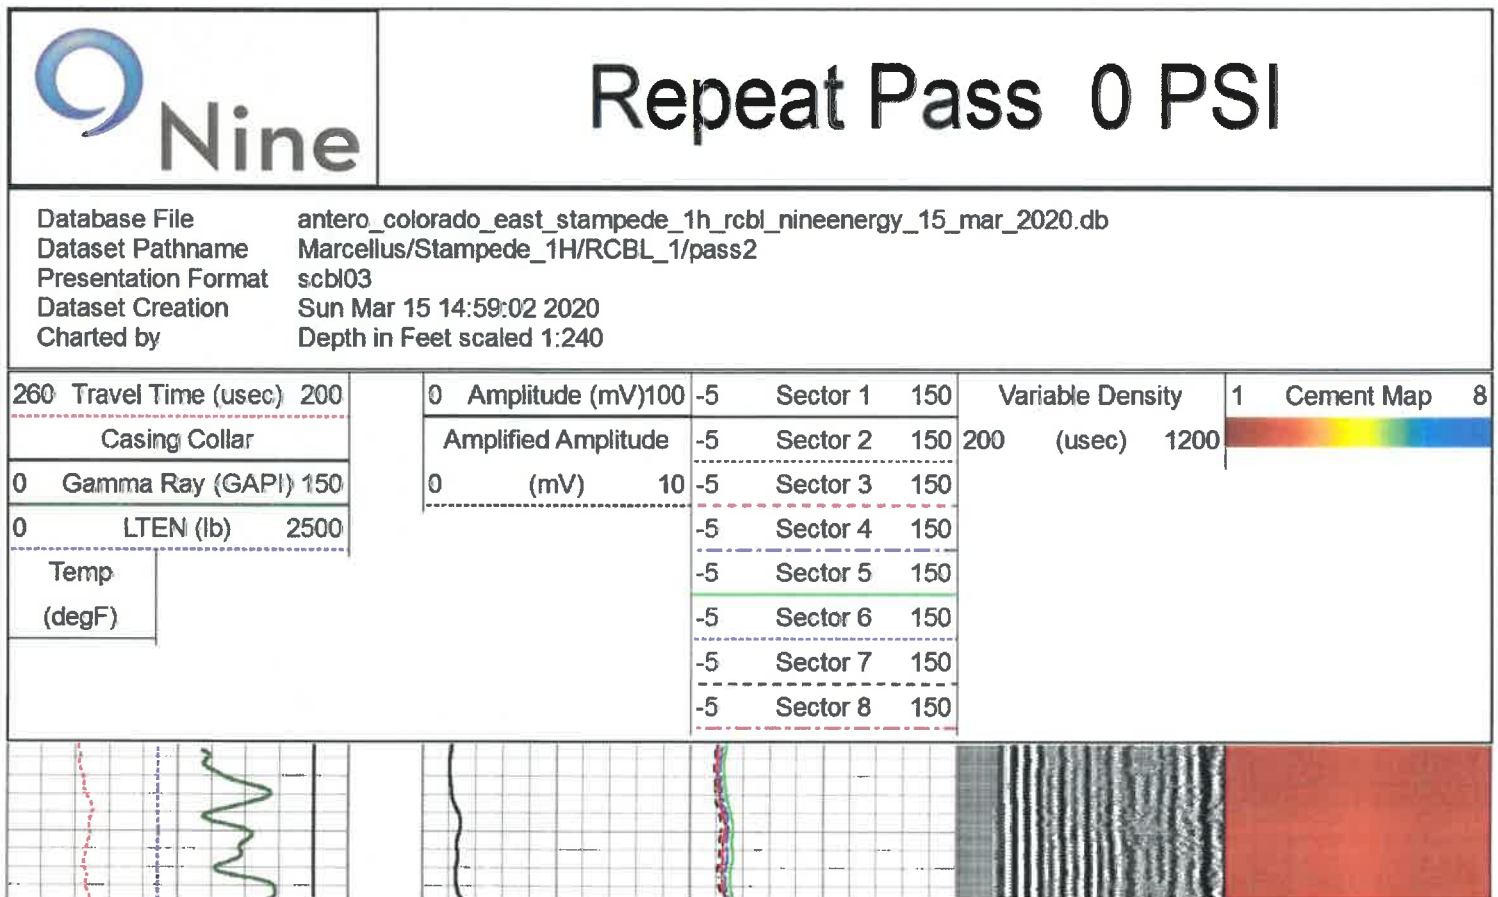 Nine
Repeat Pass 0 PSI
Database File antero_colorado_east_stampede_1h_rcbl_nineenergy_15_mar_2020.db
Dataset Pathname Marcellus/Stampede_1H/RCBL_1/pass2
Presentation Format scbl03
Dataset Creation Sun Mar 15 14:59:02 2020
Charted by Depth in Feet scaled 1:240
260 Travel Time (usec) 200
Casing Collar
0 Gamma Ray (GAPI) 150
0 LTEN (lb) 2500
Temp
(degF)
0 Amplitude (mV) 100
Amplified Amplitude
0 (mV) 10
-5 Sector 1 150
-5 Sector 2 150
-5 Sector 3 150
-5 Sector 4 150
-5 Sector 5 150
-5 Sector 6 150
-5 Sector 7 150
-5 Sector 8 150
Variable Density
200 (usec) 1200
1 Cement Map 8